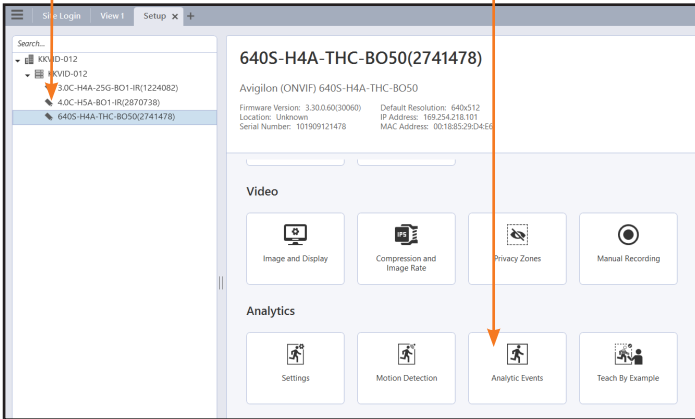 Site Login View 1 Setup x +
Search...
KKVID-012
KKVID-012
3.0C-H4A-25G-BO1-IR(1224082)
4.0C-H5A-BO1-IR(2870738)
640S-H4A-THC-BO50(2741478)
640S-H4A-THC-BO50(2741478)
Avigilon (ONVIF) 640S-H4A-THC-BO50
Firmware Version: 3.30.0.60(30060) Default Resolution: 640x512
Location: Unknown IP Address: 169.254.218.101
Serial Number: 101909121478 MAC Address: 00:18:85:29:D4:E6
Video
IPS
Image and Display
Compression and
Image Rate
Privacy Zones
Manual Recording
Analytics
Settings
Motion Detection
Analytic Events
Teach By Example